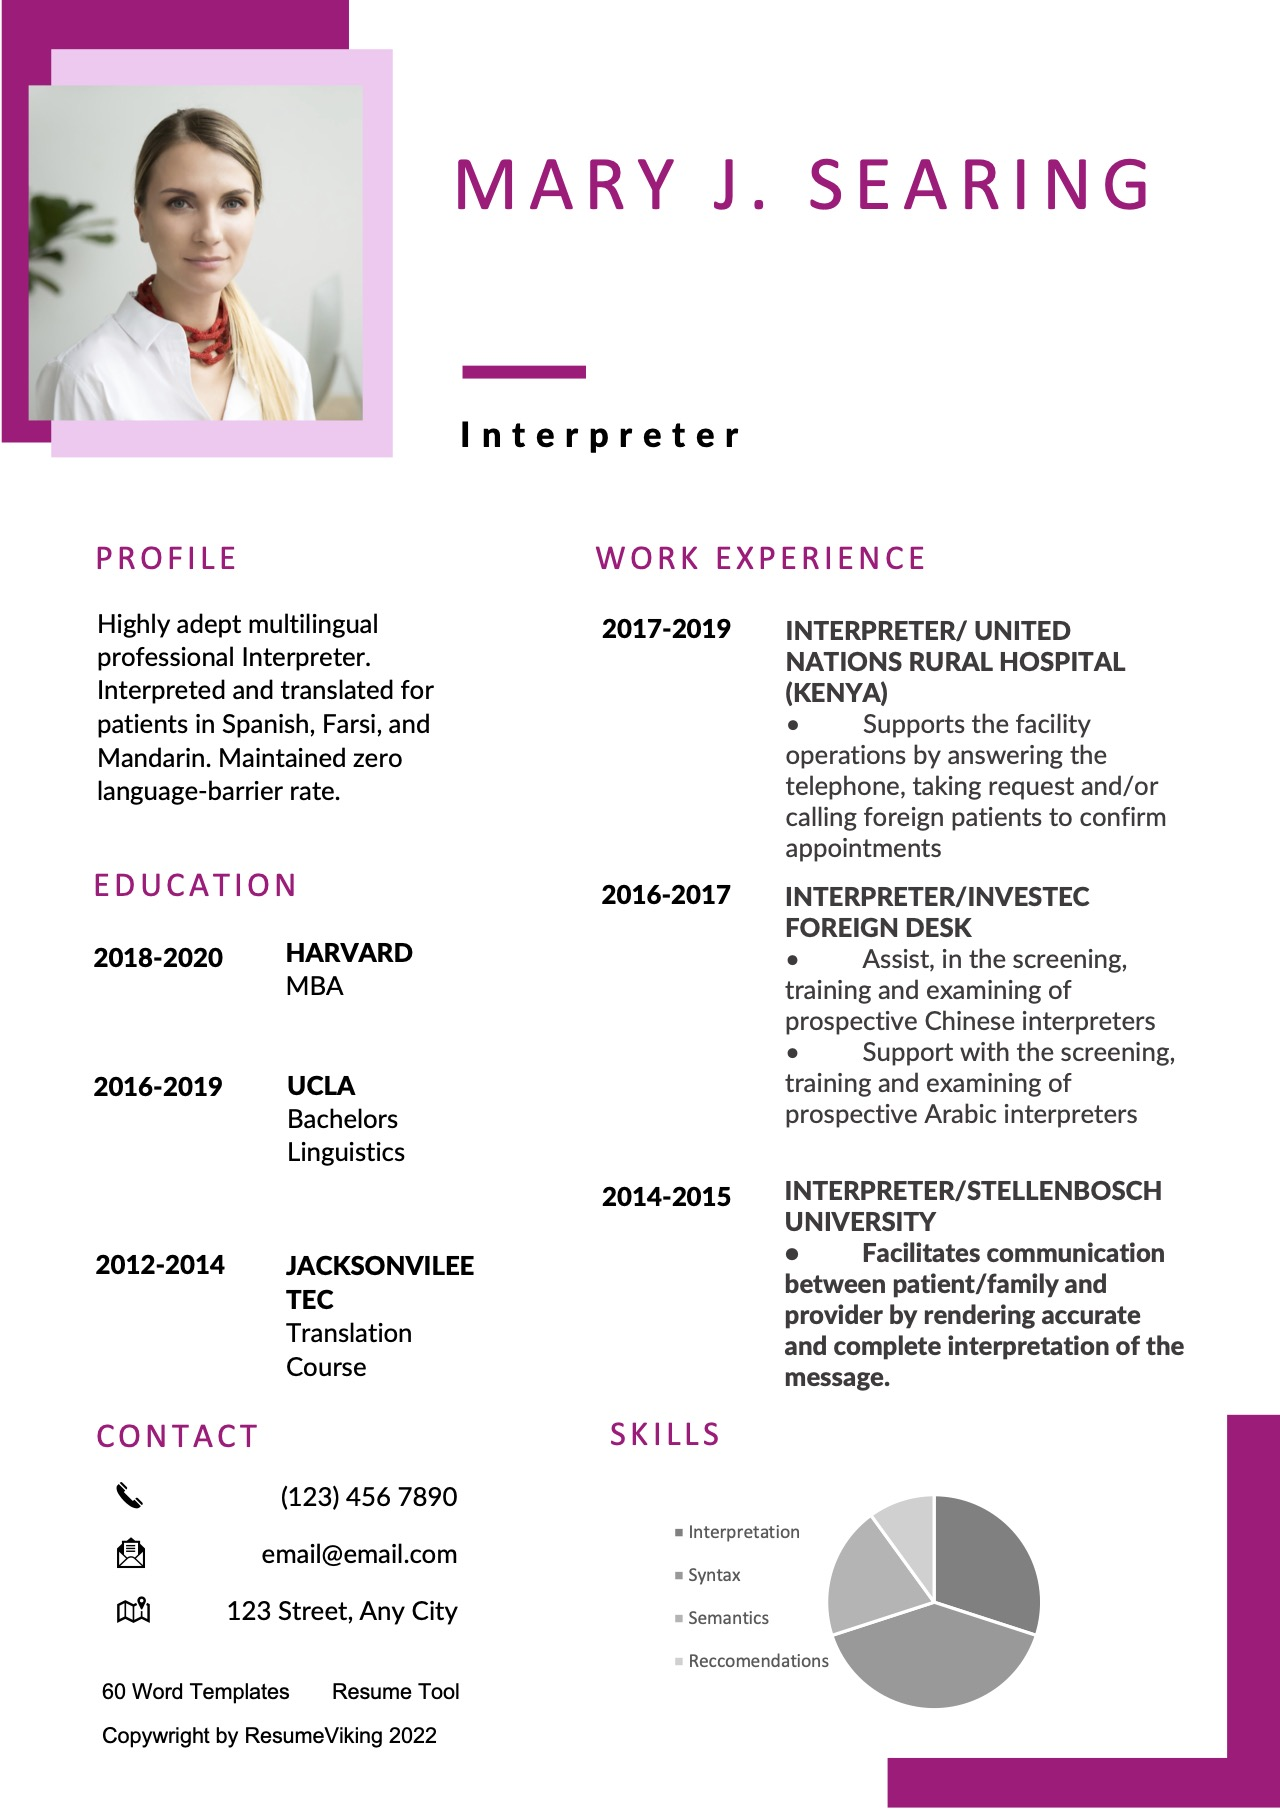 MARY J. SEARING
Interpreter
PROFILE
Highly adept multilingual
professional Interpreter.
Interpreted and translated for
patients in Spanish, Farsi, and
Mandarin. Maintained zero
language-barrier rate.
EDUCATION
2018-2020
HARVARD
MBA
2016-2019
UCLA
Bachelors
Linguistics
2012-2014
JACKSONVILEE
TEC
Translation
Course
CONTACT
(123) 456 7890
email@email.com
123 Street, Any City
60 Word Templates Resume Tool
Copywright by ResumeViking 2022
WORK EXPERIENCE
2017-2019
INTERPRETER/ UNITED
NATIONS RURAL HOSPITAL
(KENYA)
• Supports the facility
operations by answering the
telephone, taking request and/or
calling foreign patients to confirm
appointments
2016-2017
INTERPRETER/INVESTEC
FOREIGN DESK
• Assist, in the screening,
training and examining of
prospective Chinese interpreters
• Support with the screening,
training and examining of
prospective Arabic interpreters
2014-2015
INTERPRETER/STELLENBOSCH
UNIVERSITY
• Facilitates communication
between patient/family and
provider by rendering accurate
and complete interpretation of the
message.
SKILLS
Interpretation
Syntax
Semantics
Reccomendations